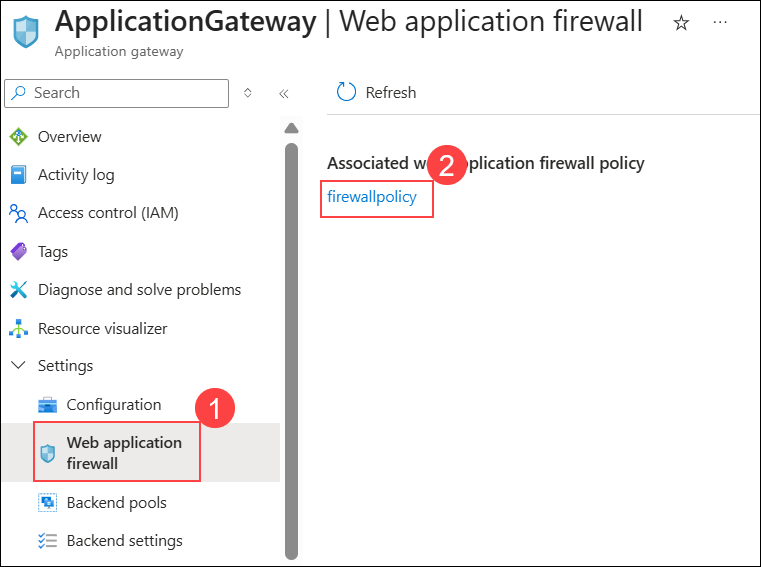 ApplicationGateway | Web application firewall
Application gateway
Search
Refresh
Overview
Activity log
Access control (IAM)
Tags
Diagnose and solve problems
Resource visualizer
Settings
Configuration
1
Web application
firewall
Backend pools
Backend settings
Associated w pplication firewall policy
2
firewallpolicy